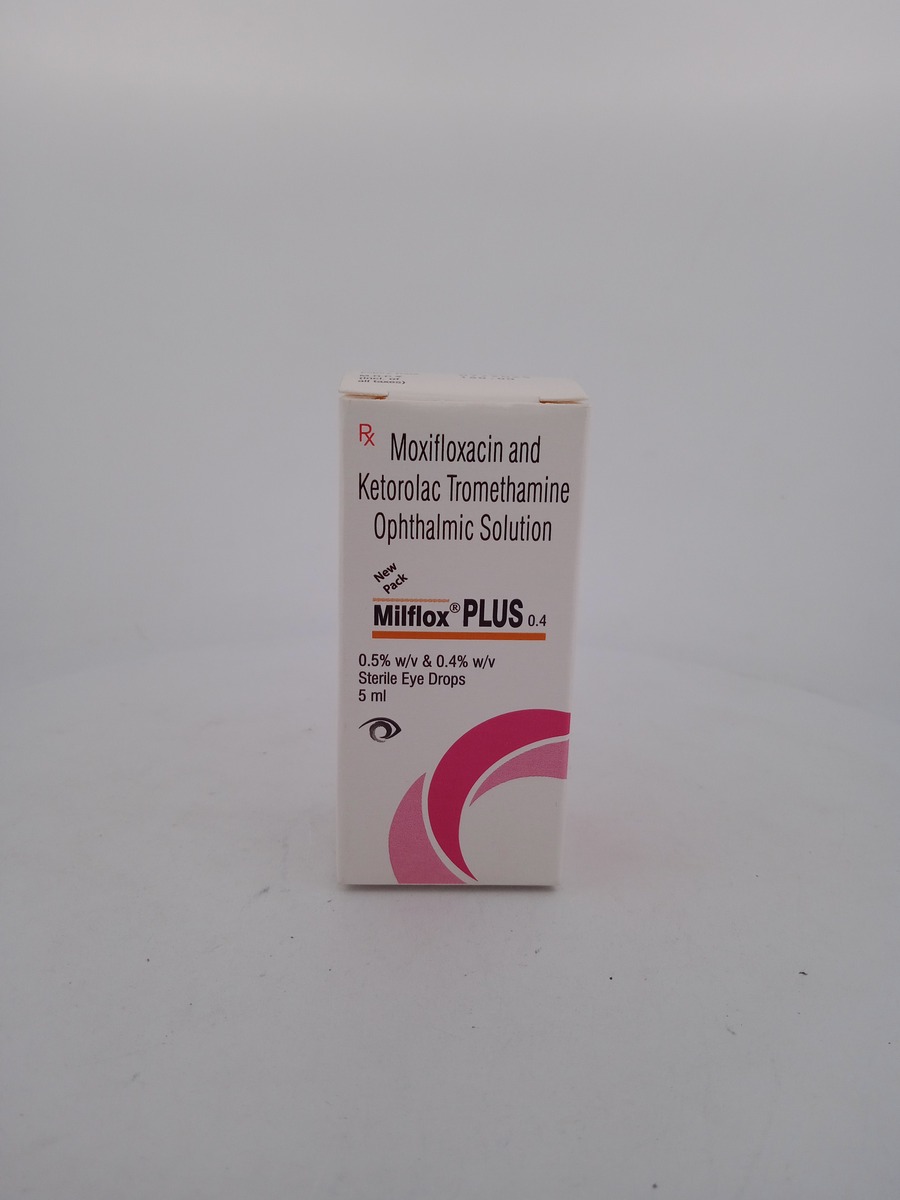 Rx
Moxifloxacin and
Ketorolac Tromethamine
Ophthalmic Solution
New
Pack
Milflox® PLUS 0.4
0.5% w/v & 0.4% w/v
Sterile Eye Drops
5 ml